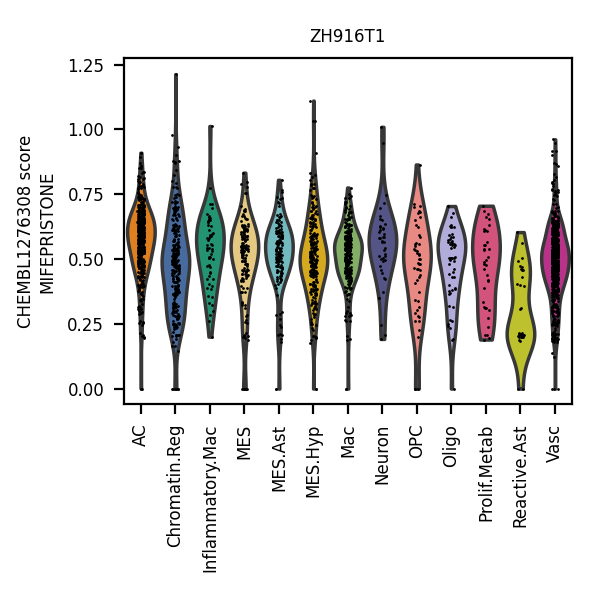 ZH916T1
CHEMBL1276308 score
MIFEPRISTONE
1.25
1.00
0.75
0.50
0.25
0.00
AC
Chromatin.Reg
Inflammatory.Mac
MES
MES.Ast
MES.Hyp
Mac
Neuron
OPC
Oligo
Prolif.Metab
Reactive.Ast
Vasc